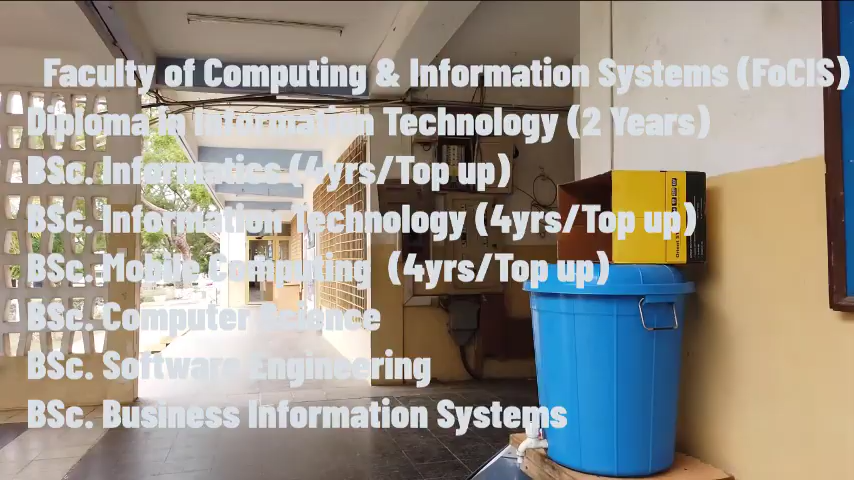 Faculty of Computing & Information Systems (FoCIS)
Diploma In Information Technology (2 Years)
BSc. Informatics (4yrs/Top up)
BSc. Information Technology (4yrs/Top up)
BSc. Mobile Computing (4yrs/Top up)
BSc. Computer Science
BSc. Software Engineering
BSc. Business Information Systems